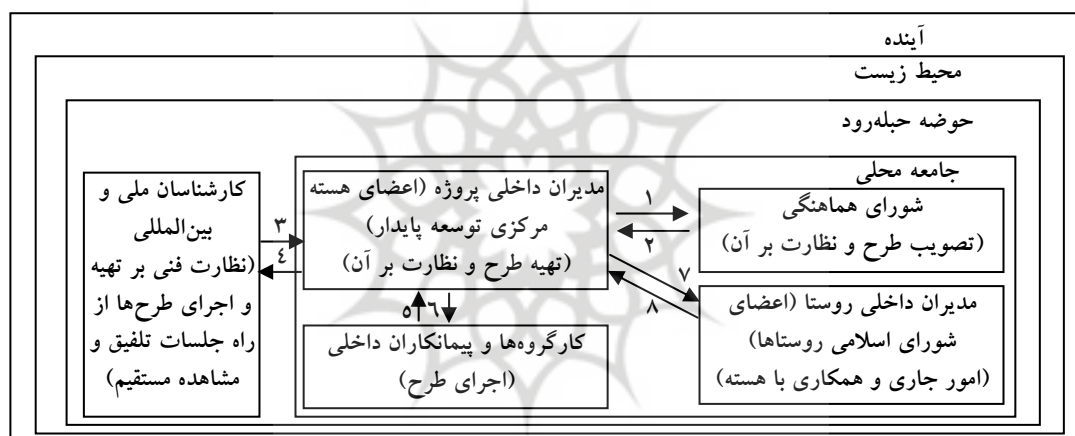 آینده
محیط زیست
حوضه حبله‌رود
جامعه محلی
کارشناسان ملی و
بین‌المللی
(نظارت فنی بر تهیه
و اجرای طرح‌ها از
راه جلسات تلفیق و
مشاهده مستقیم)
۳
٤
مدیران داخلی پروژه (اعضای هسته
مرکزی توسعه پایدار)
(تهیه طرح و نظارت بر آن)
۱
۲
شورای هماهنگی
(تصویب طرح و نظارت بر آن)
۷
۸
مدیران داخلی روستا (اعضای
شورای اسلامی روستاها)
(امور جاری و همکاری با هسته)
٥
٦
کارگروه‌ها و پیمانکاران داخلی
(اجرای طرح)